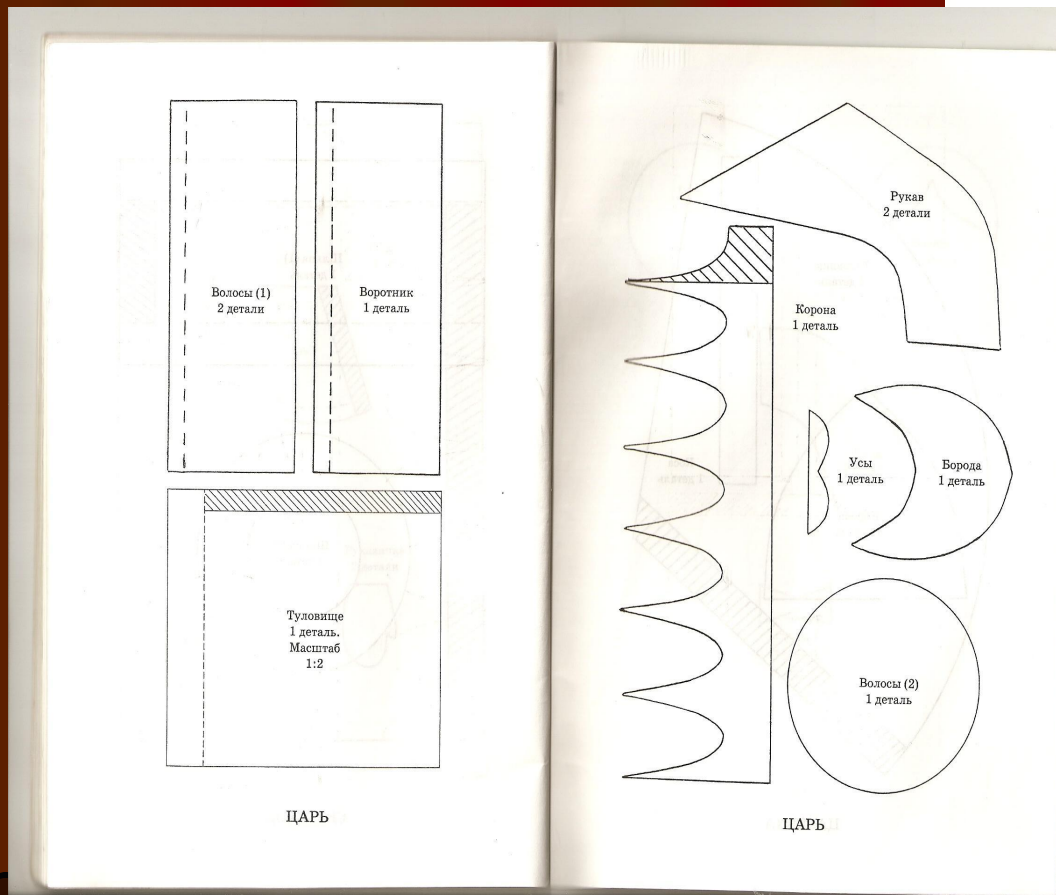 Волосы (1)
2 детали
Воротник
1 деталь
Туловище
1 деталь.
Масштаб
1:2
ЦАРЬ
Рукав
2 детали
Корона
1 деталь
Усы
1 деталь
Борода
1 деталь
Волосы (2)
1 деталь
ЦАРЬ